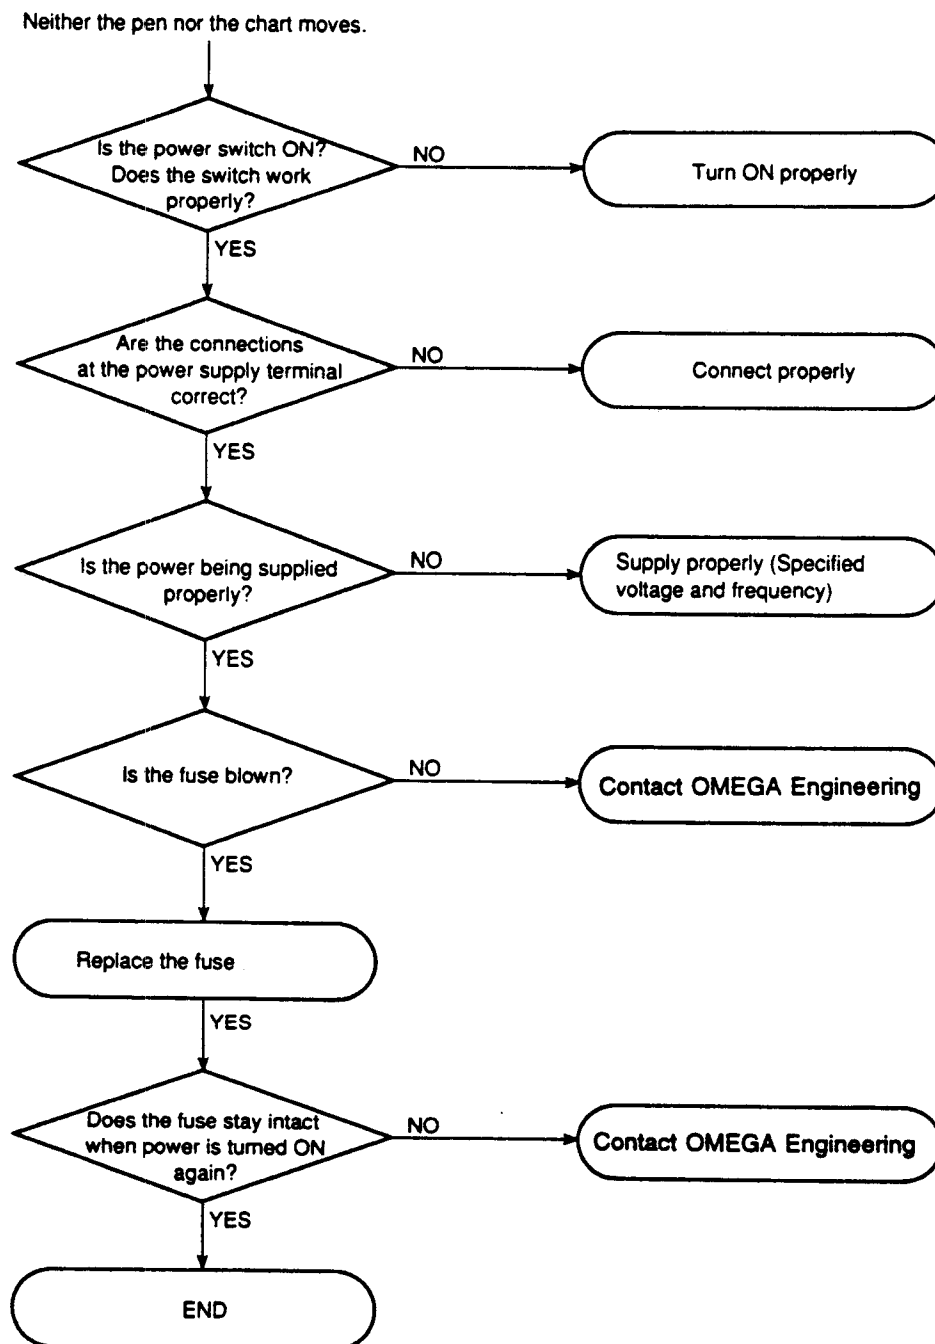 Neither the pen nor the chart moves.
Is the power switch ON?
Does the switch work
properly?
NO
Turn ON properly
YES
Are the connections
at the power supply terminal
correct?
NO
Connect properly
YES
Is the power being supplied
properly?
NO
Supply properly (Specified
voltage and frequency)
YES
Is the fuse blown?
NO
Contact OMEGA Engineering
YES
Replace the fuse
YES
Does the fuse stay intact
when power is turned ON
again?
NO
Contact OMEGA Engineering
YES
END